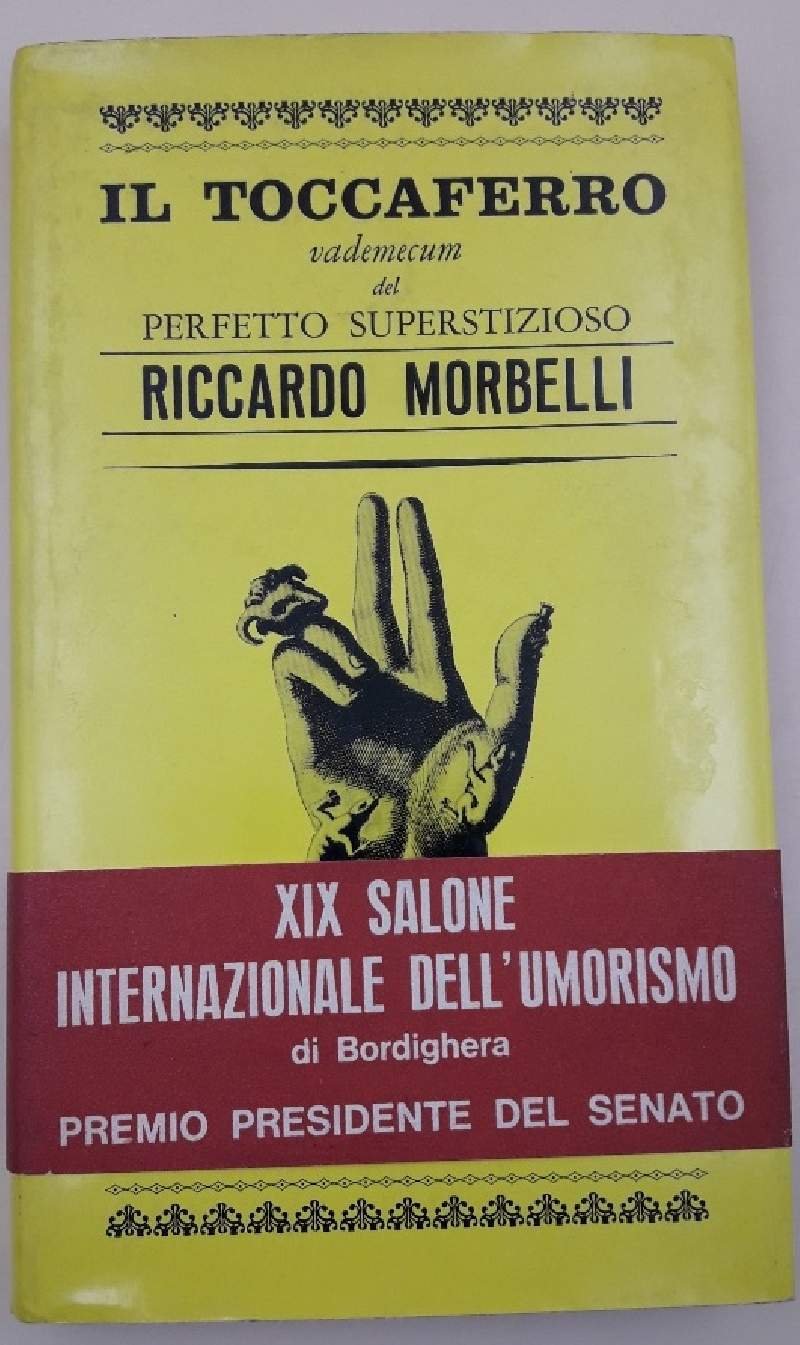 IL TOCCAFERRO
vademecum
del
PERFETTO SUPERSTIZIOSO
RICCARDO MORBELLI
XIX SALONE
INTERNAZIONALE DELL'UMORISMO
di Bordighera
PREMIO PRESIDENTE DEL SENATO